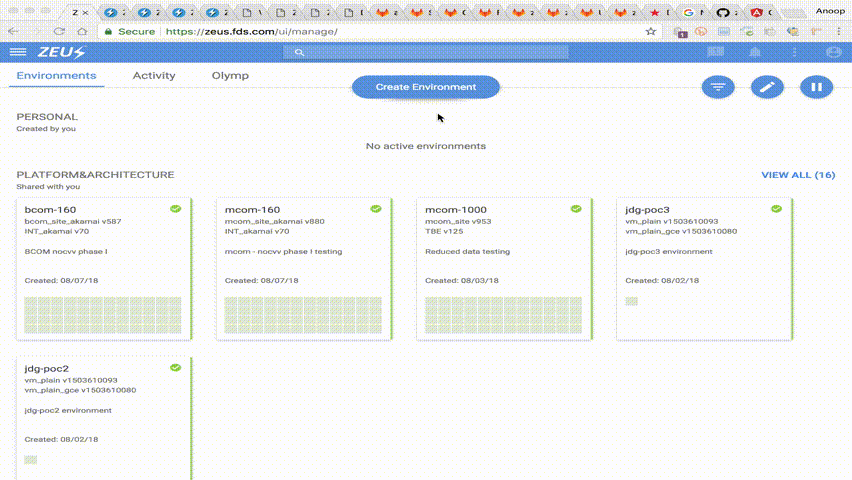 Anoop
Secure https://zeus.fds.com/ui/manage/
ZEUS
Environments Activity Olymp
Create Environment
PERSONAL
Created by you
No active environments
PLATFORM&ARCHITECTURE
VIEW ALL (16)
Shared with you
bcom-160
bcom_site_akamai v587
INT_akamai v70
BCOM nocvv phase I
Created: 08/07/18
mcom-160
mcom_site_akamai v880
INT_akamai v70
mcom - nocvv phase I testing
Created: 08/07/18
mcom-1000
mcom_site v953
TBE v125
Reduced data testing
Created: 08/03/18
jdg-poc3
vm_plain v1503610093
vm_plain_gce v1503610080
jdg-poc3 environment
Created: 08/02/18
jdg-poc2
vm_plain v1503610093
vm_plain_gce v1503610080
jdg-poc2 environment
Created: 08/02/18